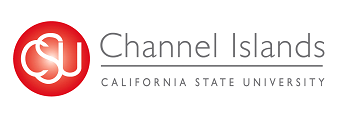 CSU
Channel Islands
CALIFORNIA STATE UNIVERSITY